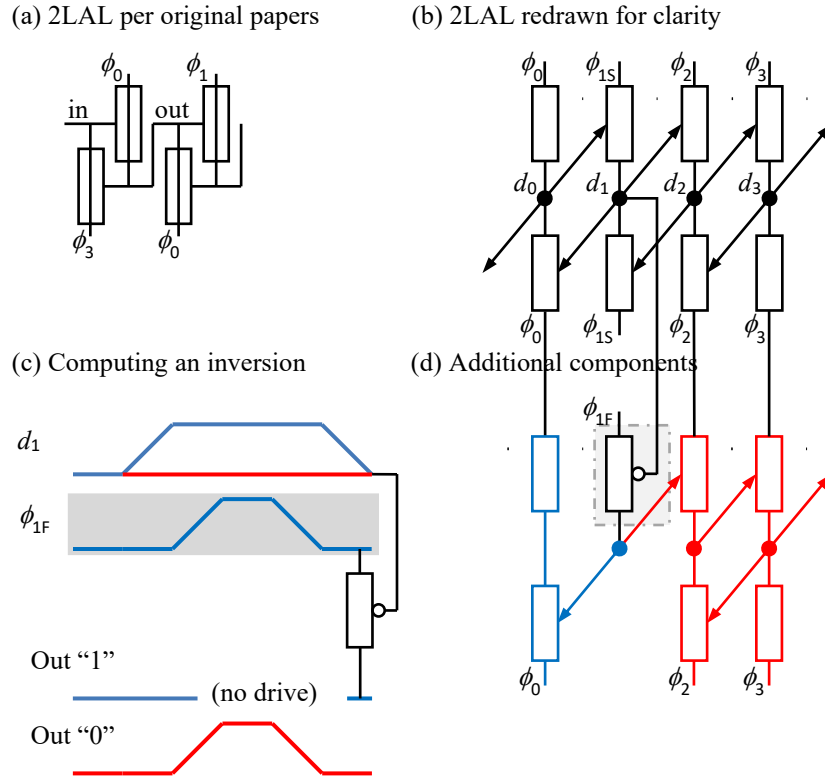 (a) 2LAL per original papers
ϕ0 ϕ1
in out
ϕ3 ϕ0
(b) 2LAL redrawn for clarity
ϕ0 ϕ1S ϕ2 ϕ3
d0 d1 d2 d3
ϕ0 ϕ1S ϕ2 ϕ3
(c) Computing an inversion
d1
ϕ1F
Out “1”
(no drive)
Out “0”
(d) Additional components
ϕ1F
ϕ0 ϕ2 ϕ3